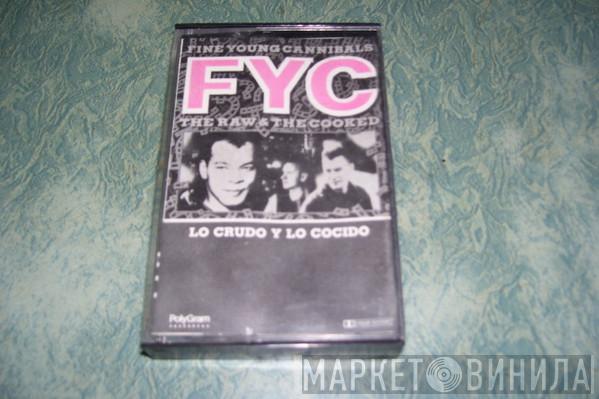 FINE YOUNG CANNIBALS
FYC
THE RAW & THE COOKED
LO CRUDO Y LO COCIDO
PolyGram
МАРКЕТ ВИНИЛА